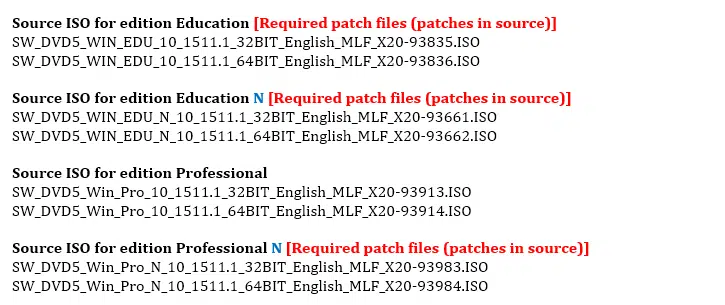 Source ISO for edition Education [Required patch files (patches in source)]
SW_DVD5_WIN_EDU_10_1511.1_32BIT_English_MLF_X20-93835.ISO
SW_DVD5_WIN_EDU_10_1511.1_64BIT_English_MLF_X20-93836.ISO
Source ISO for edition Education N [Required patch files (patches in source)]
SW_DVD5_WIN_EDU_N_10_1511.1_32BIT_English_MLF_X20-93661.ISO
SW_DVD5_WIN_EDU_N_10_1511.1_64BIT_English_MLF_X20-93662.ISO
Source ISO for edition Professional
SW_DVD5_Win_Pro_10_1511.1_32BIT_English_MLF_X20-93913.ISO
SW_DVD5_Win_Pro_10_1511.1_64BIT_English_MLF_X20-93914.ISO
Source ISO for edition Professional N [Required patch files (patches in source)]
SW_DVD5_Win_Pro_N_10_1511.1_32BIT_English_MLF_X20-93983.ISO
SW_DVD5_Win_Pro_N_10_1511.1_64BIT_English_MLF_X20-93984.ISO